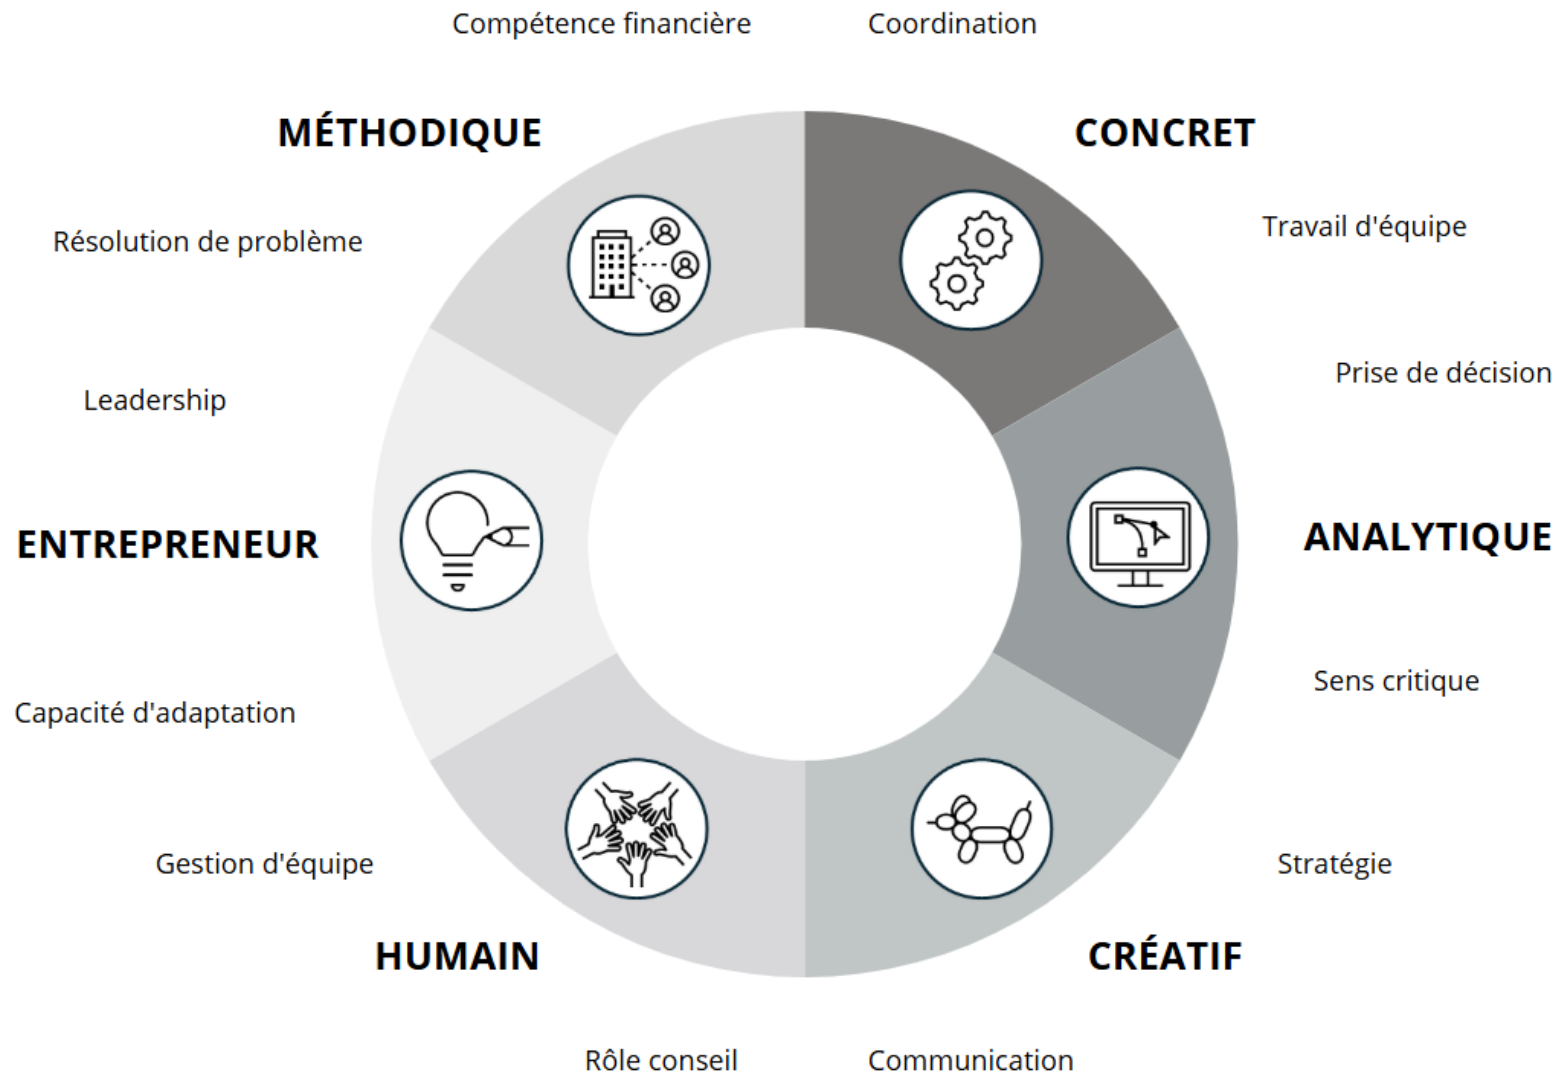 Compétence financière
Coordination
MÉTHODIQUE
CONCRET
Résolution de problème
Travail d'équipe
Leadership
Prise de décision
ENTREPRENEUR
ANALYTIQUE
Capacité d'adaptation
Sens critique
Gestion d'équipe
Stratégie
HUMAIN
CRÉATIF
Rôle conseil
Communication